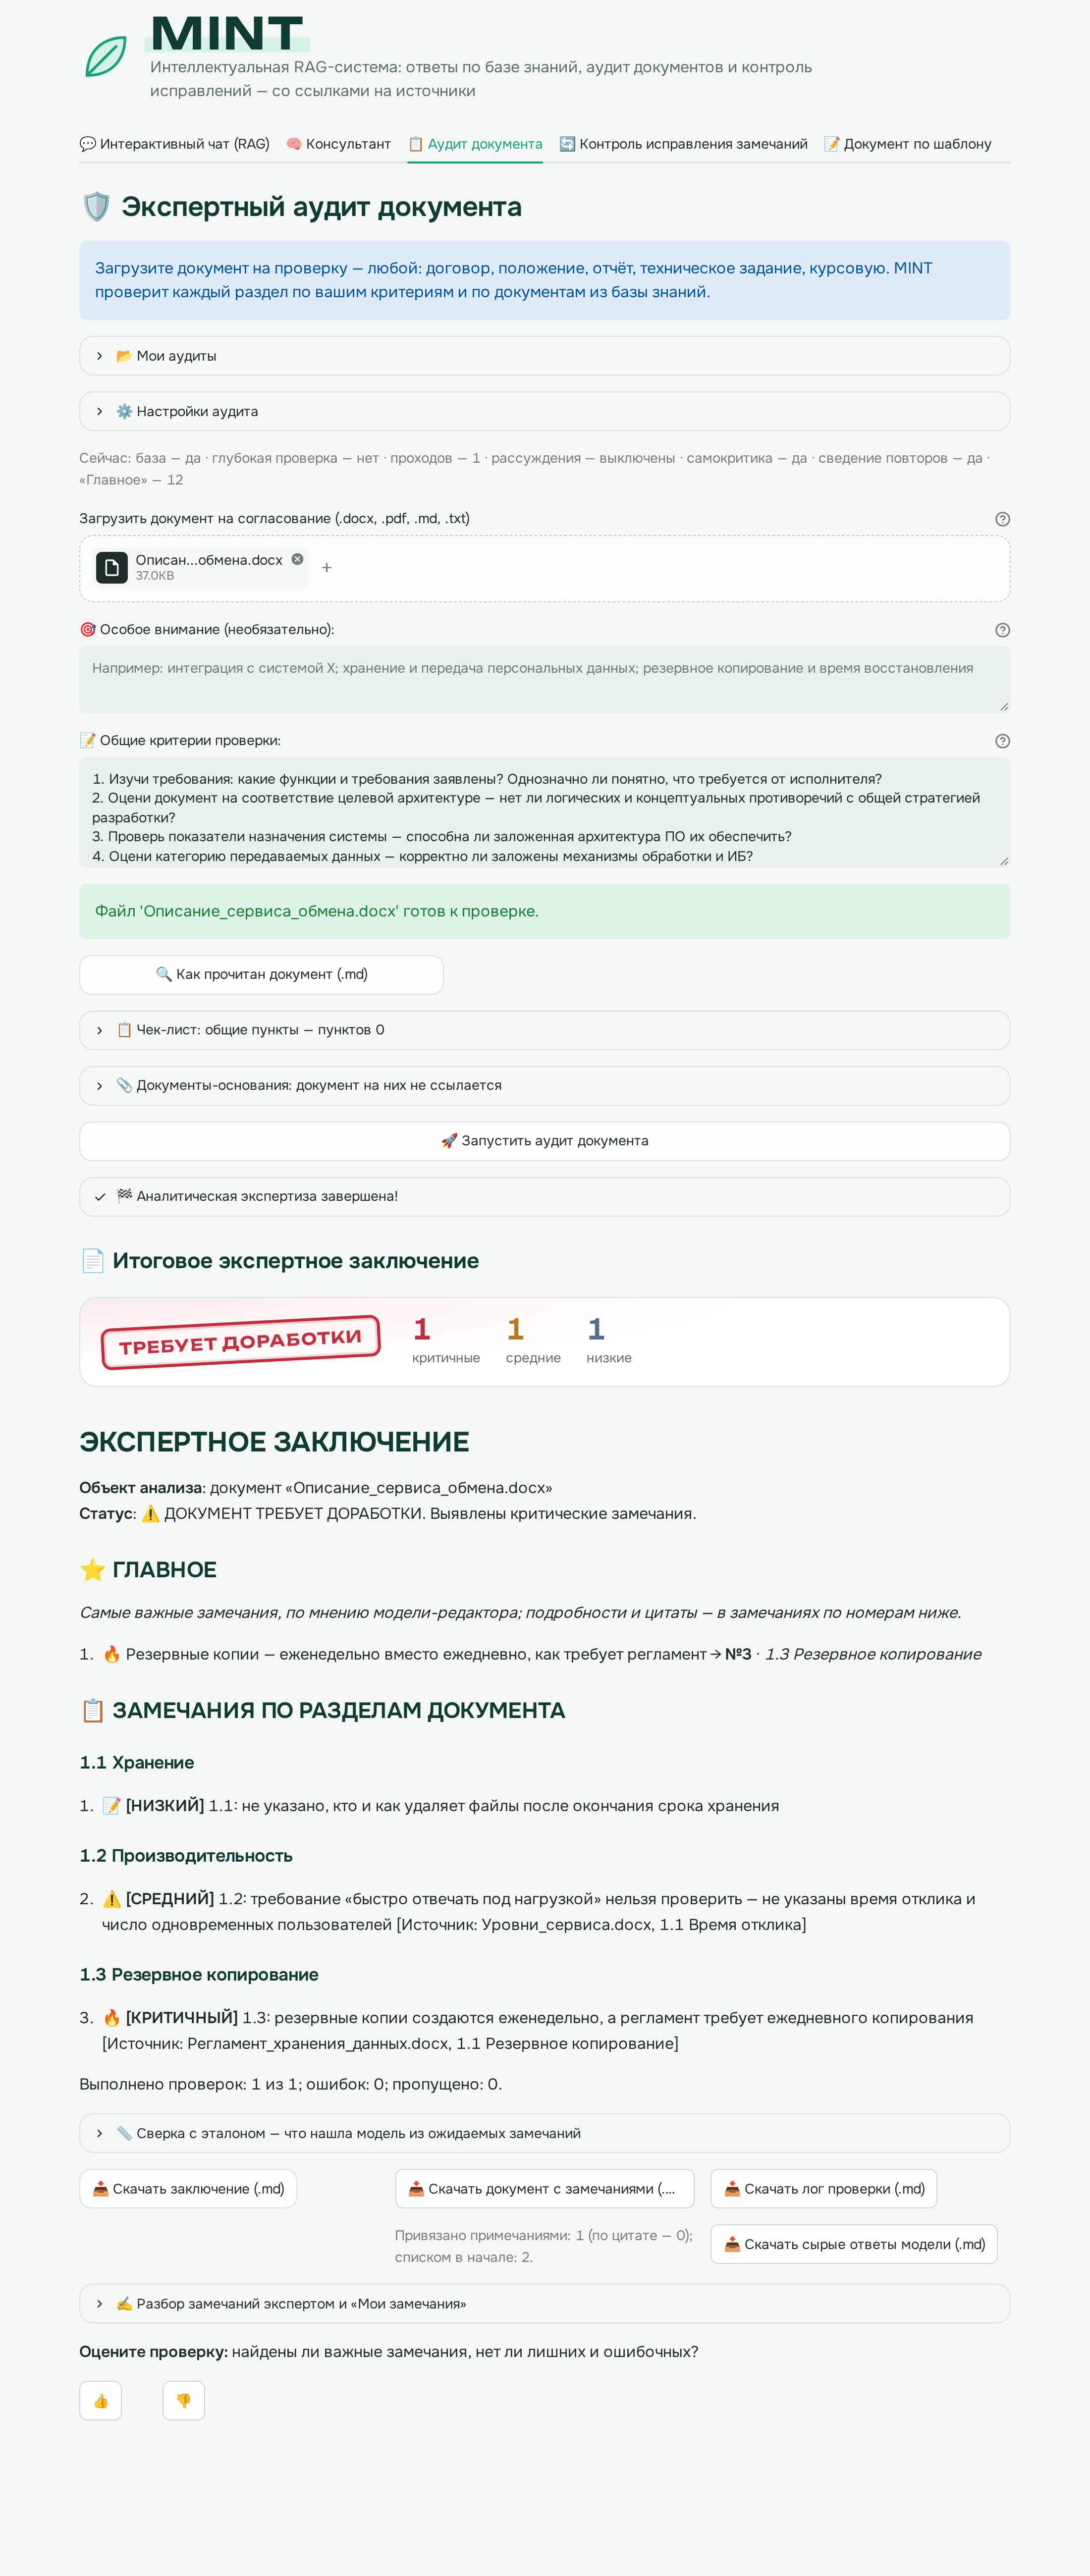 MINT
Интеллектуальная RAG-система: ответы по базе знаний, аудит документов и контроль
исправлений — со ссылками на источники
💬 Интерактивный чат (RAG) 🧠 Консультант 📋 Аудит документа 🔄 Контроль исправления замечаний 📝 Документ по шаблону
🛡️ Экспертный аудит документа
Загрузите документ на проверку — любой: договор, положение, отчёт, техническое задание, курсовую. MINT
проверит каждый раздел по вашим критериям и по документам из базы знаний.
📂 Мои аудиты
⚙️ Настройки аудита
Сейчас: база — да · глубокая проверка — нет · проходов — 1 · рассуждения — выключены · самокритика — да · сведение повторов — да ·
«Главное» — 12
Загрузить документ на согласование (.docx, .pdf, .md, .txt)
Описан...обмена.docx
37.0KB
🎯 Особое внимание (необязательно):
Например: интеграция с системой X; хранение и передача персональных данных; резервное копирование и время восстановления
📝 Общие критерии проверки:
1. Изучи требования: какие функции и требования заявлены? Однозначно ли понятно, что требуется от исполнителя?
2. Оцени документ на соответствие целевой архитектуре — нет ли логических и концептуальных противоречий с общей стратегией
разработки?
3. Проверь показатели назначения системы — способна ли заложенная архитектура ПО их обеспечить?
4. Оцени категорию передаваемых данных — корректно ли заложены механизмы обработки и ИБ?
Файл 'Описание_сервиса_обмена.docx' готов к проверке.
🔍 Как прочитан документ (.md)
📋 Чек-лист: общие пункты — пунктов 0
📎 Документы-основания: документ на них не ссылается
🚀 Запустить аудит документа
🏁 Аналитическая экспертиза завершена!
📄 Итоговое экспертное заключение
ТРЕБУЕТ ДОРАБОТКИ
1 1 1
критичные средние низкие
ЭКСПЕРТНОЕ ЗАКЛЮЧЕНИЕ
Объект анализа: документ «Описание_сервиса_обмена.docx»
Статус: ⚠️ ДОКУМЕНТ ТРЕБУЕТ ДОРАБОТКИ. Выявлены критические замечания.
⭐ ГЛАВНОЕ
Самые важные замечания, по мнению модели-редактора; подробности и цитаты — в замечаниях по номерам ниже.
1. 🔥 Резервные копии — еженедельно вместо ежедневно, как требует регламент → №3 · 1.3 Резервное копирование
📋 ЗАМЕЧАНИЯ ПО РАЗДЕЛАМ ДОКУМЕНТА
1.1 Хранение
1. 📝 [НИЗКИЙ] 1.1: не указано, кто и как удаляет файлы после окончания срока хранения
1.2 Производительность
2. ⚠️ [СРЕДНИЙ] 1.2: требование «быстро отвечать под нагрузкой» нельзя проверить — не указаны время отклика и
число одновременных пользователей [Источник: Уровни_сервиса.docx, 1.1 Время отклика]
1.3 Резервное копирование
3. 🔥 [КРИТИЧНЫЙ] 1.3: резервные копии создаются еженедельно, а регламент требует ежедневного копирования
[Источник: Регламент_хранения_данных.docx, 1.1 Резервное копирование]
Выполнено проверок: 1 из 1; ошибок: 0; пропущено: 0.
📏 Сверка с эталоном — что нашла модель из ожидаемых замечаний
📥 Скачать заключение (.md)
📥 Скачать документ с замечаниями (....
📥 Скачать лог проверки (.md)
Привязано примечаниями: 1 (по цитате — 0);
списком в начале: 2.
📥 Скачать сырые ответы модели (.md)
✍️ Разбор замечаний экспертом и «Мои замечания»
Оцените проверку: найдены ли важные замечания, нет ли лишних и ошибочных?
👍 👎